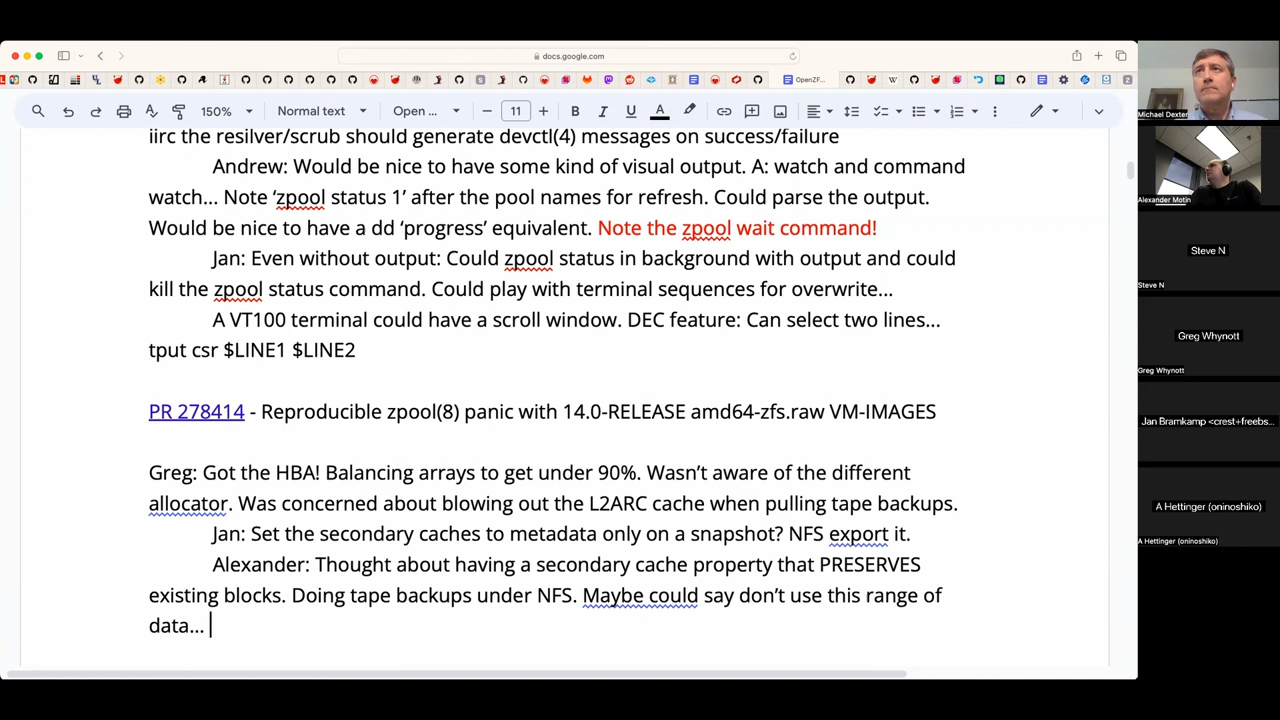 docs.google.com
OpenZF...
150%
Normal text
Open ...
11
iirc the resilver/scrub should generate devctl(4) messages on success/failure
Andrew: Would be nice to have some kind of visual output. A: watch and command
watch... Note ‘zpool status 1’ after the pool names for refresh. Could parse the output.
Would be nice to have a dd ‘progress’ equivalent. Note the zpool wait command!
Jan: Even without output: Could zpool status in background with output and could
kill the zpool status command. Could play with terminal sequences for overwrite...
A VT100 terminal could have a scroll window. DEC feature: Can select two lines...
tput csr $LINE1 $LINE2
PR 278414 - Reproducible zpool(8) panic with 14.0-RELEASE amd64-zfs.raw VM-IMAGES
Greg: Got the HBA! Balancing arrays to get under 90%. Wasn’t aware of the different
allocator. Was concerned about blowing out the L2ARC cache when pulling tape backups.
Jan: Set the secondary caches to metadata only on a snapshot? NFS export it.
Alexander: Thought about having a secondary cache property that PRESERVES
existing blocks. Doing tape backups under NFS. Maybe could say don’t use this range of
data...
Michael Dexter
Alexander Motin
Steve N
Steve N
Greg Whynott
Greg Whynott
Jan Bramkamp <crest+freebs...
A Hettinger (oninoshiko)
A Hettinger (oninoshiko)